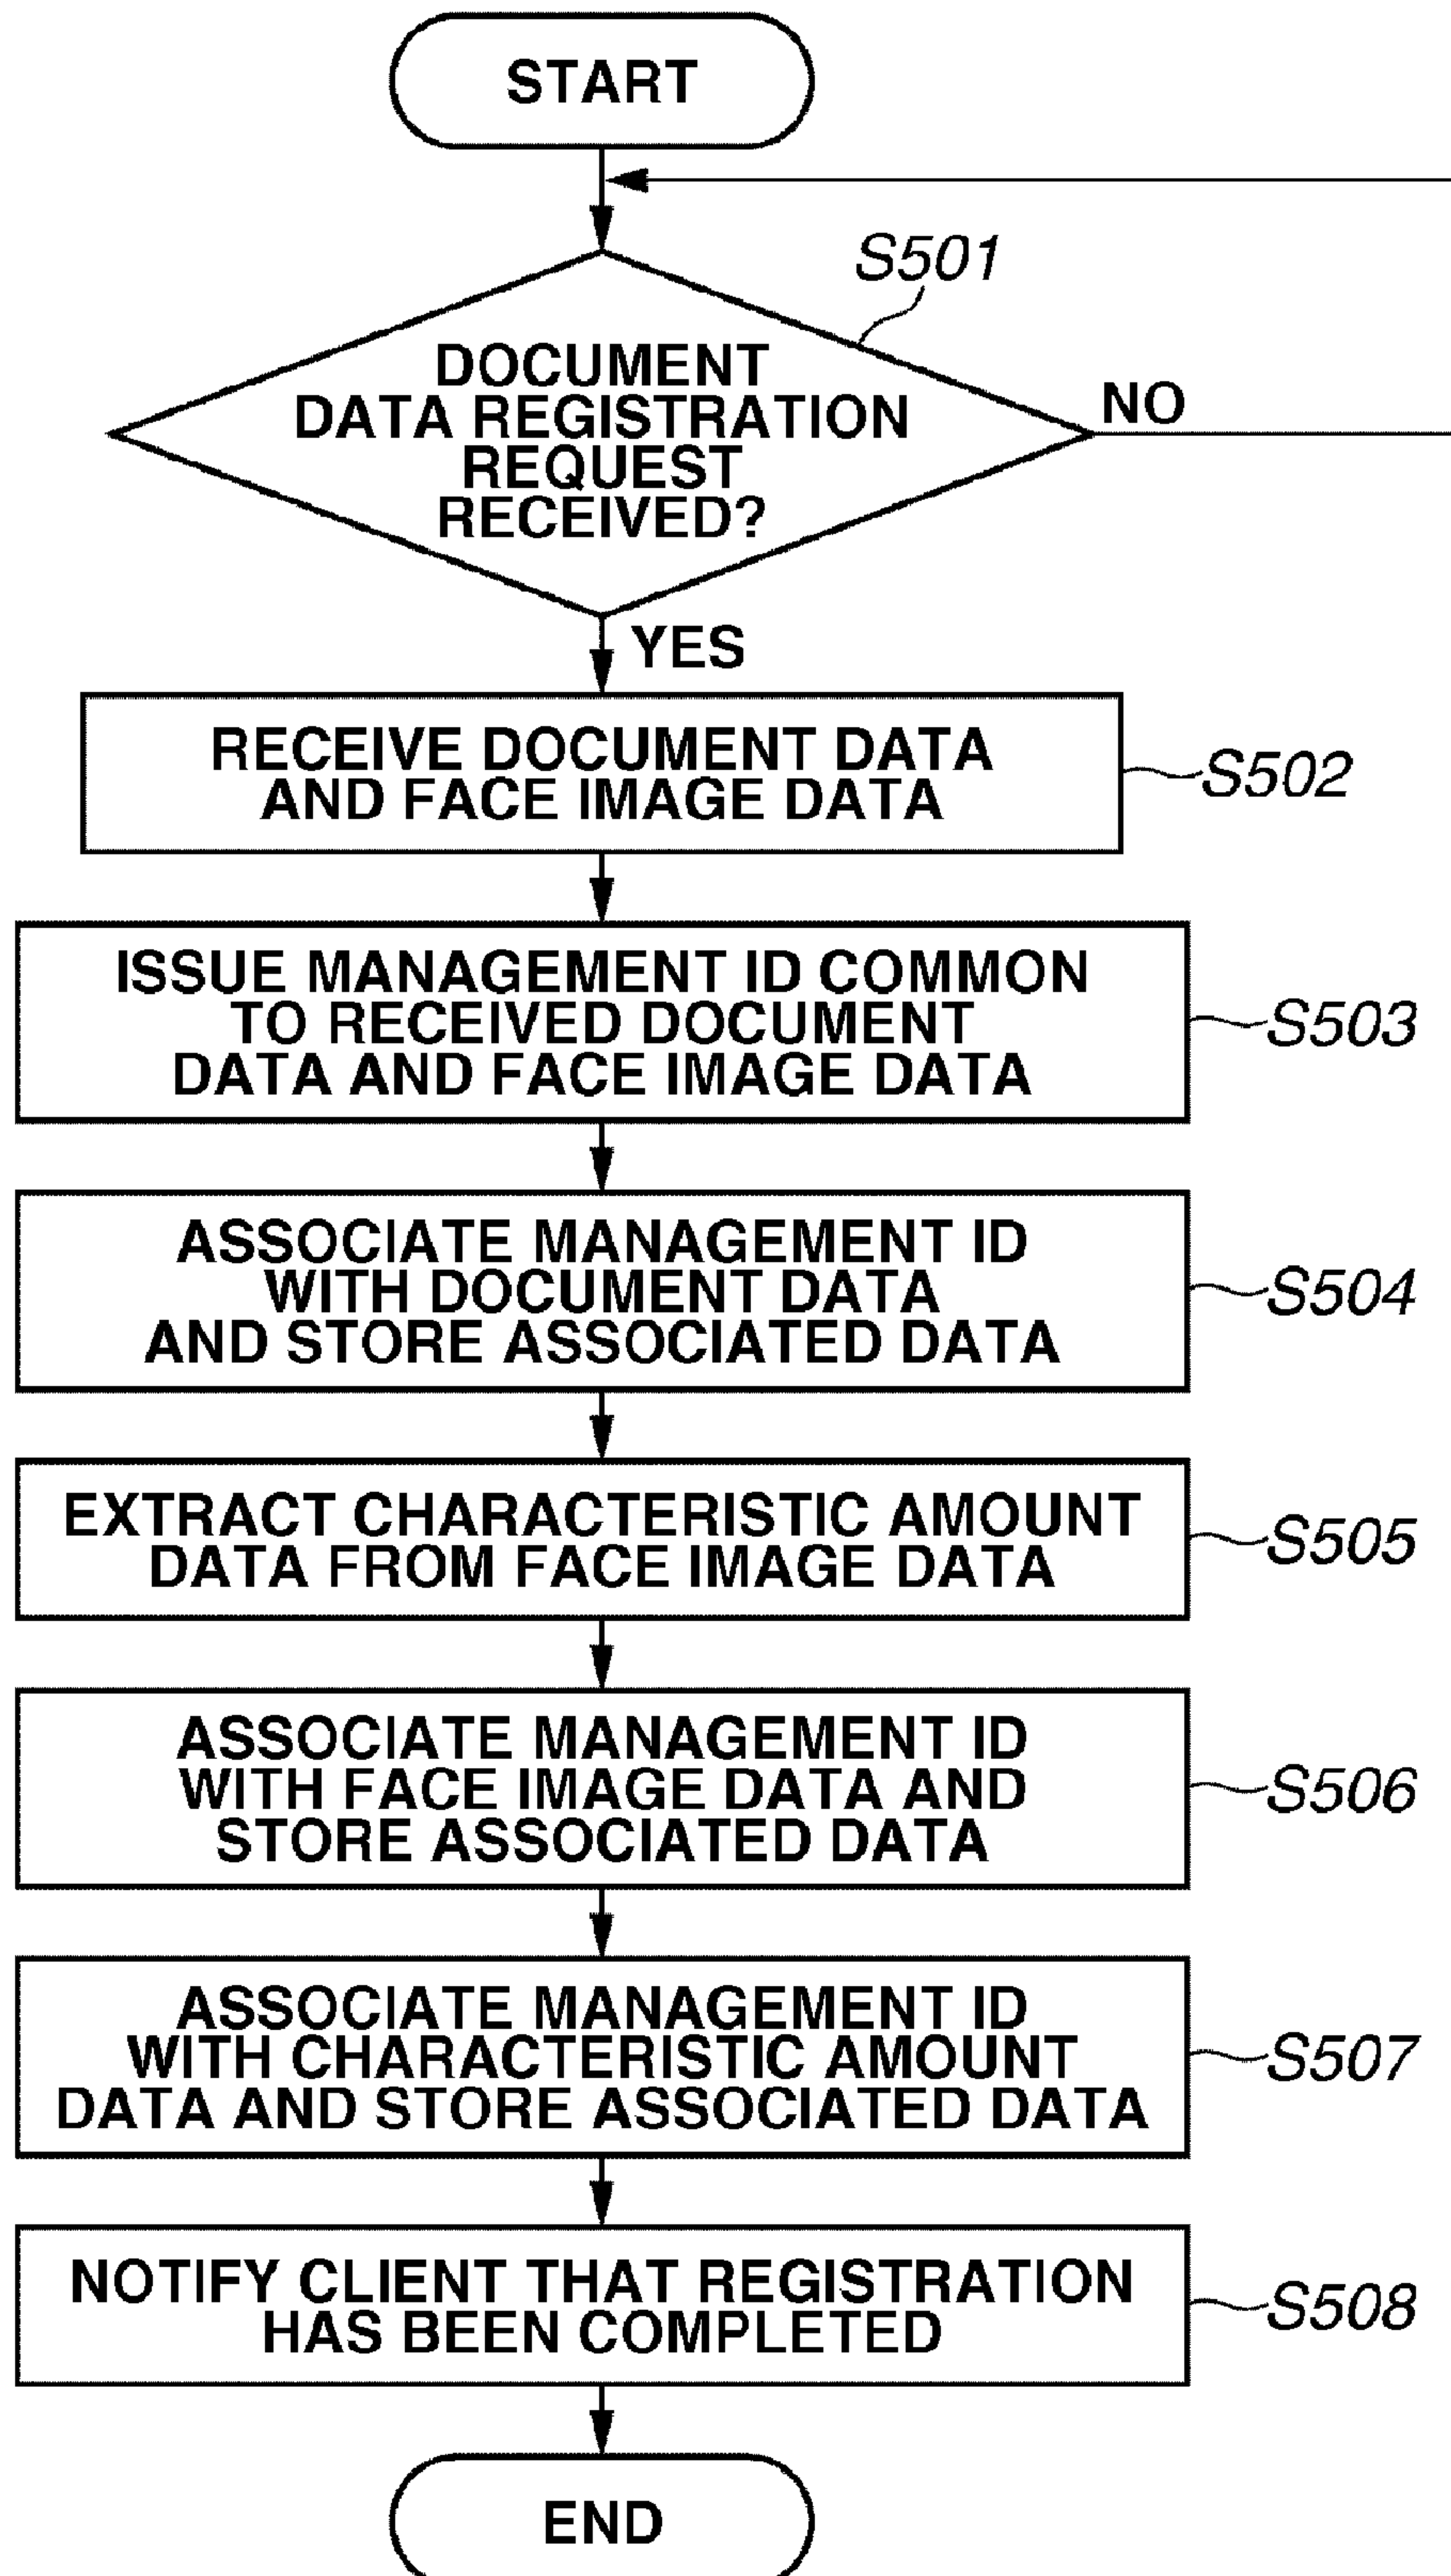 START
S501
DOCUMENT
DATA REGISTRATION
REQUEST
RECEIVED?
NO
YES
RECEIVE DOCUMENT DATA
AND FACE IMAGE DATA
S502
ISSUE MANAGEMENT ID COMMON
TO RECEIVED DOCUMENT
DATA AND FACE IMAGE DATA
S503
ASSOCIATE MANAGEMENT ID
WITH DOCUMENT DATA
AND STORE ASSOCIATED DATA
S504
EXTRACT CHARACTERISTIC AMOUNT
DATA FROM FACE IMAGE DATA
S505
ASSOCIATE MANAGEMENT ID
WITH FACE IMAGE DATA AND
STORE ASSOCIATED DATA
S506
ASSOCIATE MANAGEMENT ID
WITH CHARACTERISTIC AMOUNT
DATA AND STORE ASSOCIATED DATA
S507
NOTIFY CLIENT THAT REGISTRATION
HAS BEEN COMPLETED
S508
END